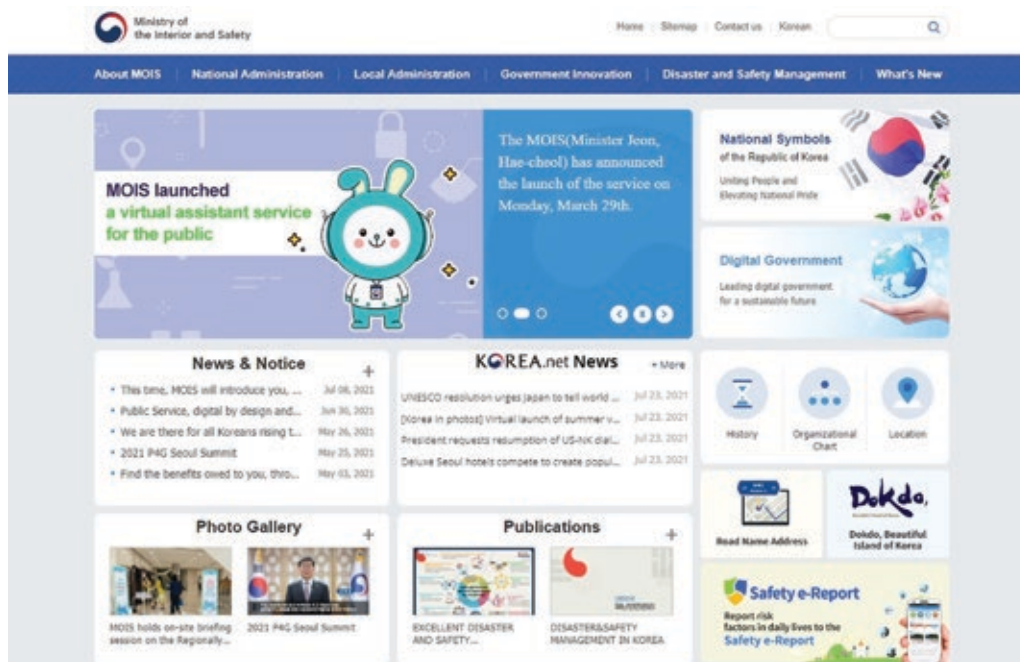 Ministry of
the Interior and Safety
Home Sitemap Contact us Korean
About MOIS National Administration Local Administration Government Innovation Disaster and Safety Management What's New
MOIS launched
a virtual assistant service
for the public
The MOIS(Minister Jeon,
Hae-cheol) has announced
the launch of the service on
Monday, March 29th.
National Symbols
of the Republic of Korea
Uniting People and
Elevating National Pride
Digital Government
Leading digital government
for a sustainable future
News & Notice +
This time, MOIS will introduce you, ... Jul 08, 2021
Public Service, digital by design and... Jun 30, 2021
We are there for all Koreans rising t... May 26, 2021
2021 P4G Seoul Summit May 25, 2021
Find the benefits owed to you, thro... May 03, 2021
KOREA.net News + More
UNESCO resolution urges Japan to tell world ... Jul 23, 2021
[Korea in photos] Virtual launch of summer v... Jul 23, 2021
President requests resumption of US-NK dial... Jul 23, 2021
Deluxe Seoul hotels compete to create popul... Jul 23, 2021
History
Organizational
Chart
Location
Road Name Address
Dokdo,
Dokdo, Beautiful
Island of Korea
Photo Gallery +
MOIS holds on-site briefing
session on the Regionally...
2021 P4G Seoul Summit
Publications +
EXCELLENT DISASTER
AND SAFETY...
DISASTER&SAFETY
MANAGEMENT IN KOREA
Safety e-Report
Report risk
factors in daily lives to the
Safety e-Report